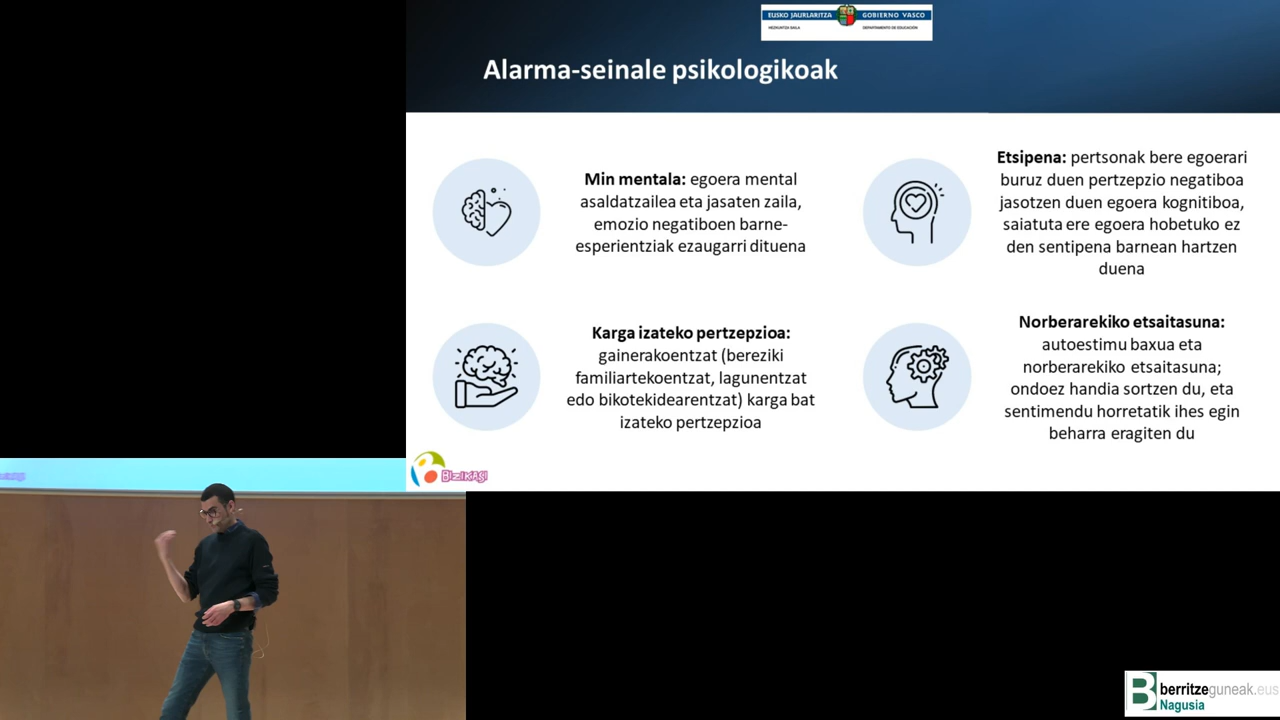 EUSKO JAURLARITZA
GOBIERNO VASCO
HEZKUNTZA SAILA
DEPARTAMENTO DE EDUCACIÓN
Alarma-seinale psikologikoak
Min mentala: egoera mental
asaldatzailea eta jasaten zaila,
emozio negatiboen barne-
esperientziak ezaugarri dituena
Etsipena: pertsonak bere egoerari
buruz duen pertzepzio negatiboa
jasotzen duen egoera kognitiboa,
saiatuta ere egoera hobetuko ez
den sentipena barnean hartzen
duena
Karga izateko pertzepzioa:
gainerakoentzat (bereziki
familiartekoentzat, lagunentzat
edo bikotekidearentzat) karga bat
izateko pertzepzioa
Norberarekiko etsaitasuna:
autoestimu baxua eta
norberarekiko etsaitasuna;
ondoez handia sortzen du, eta
sentimendu horretatik ihes egin
beharra eragiten du
BIZIKASI
berritzeguneak.eus
Nagusia